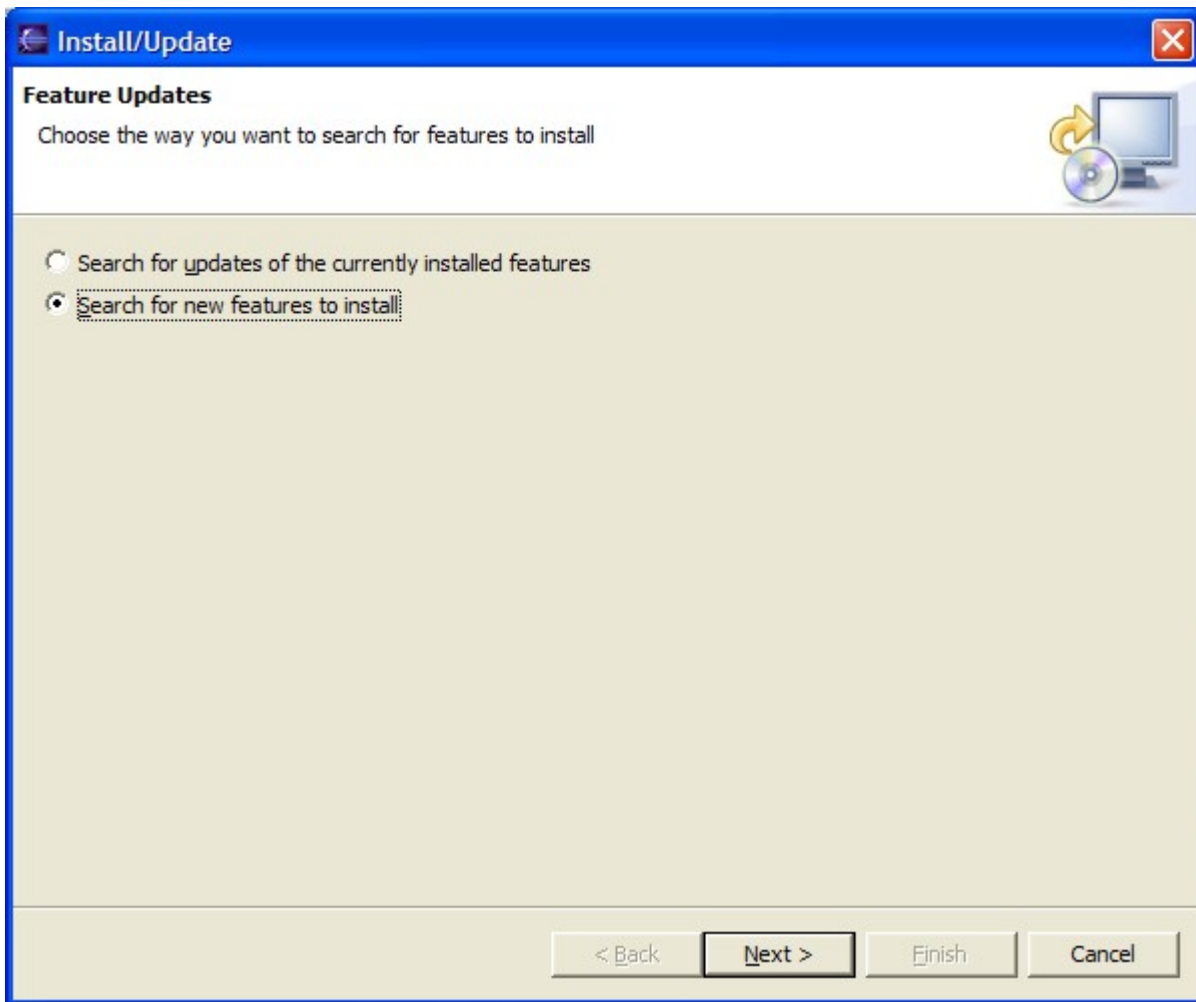 Install/Update
Feature Updates
Choose the way you want to search for features to install
Search for updates of the currently installed features
Search for new features to install
< Back
Next >
Finish
Cancel